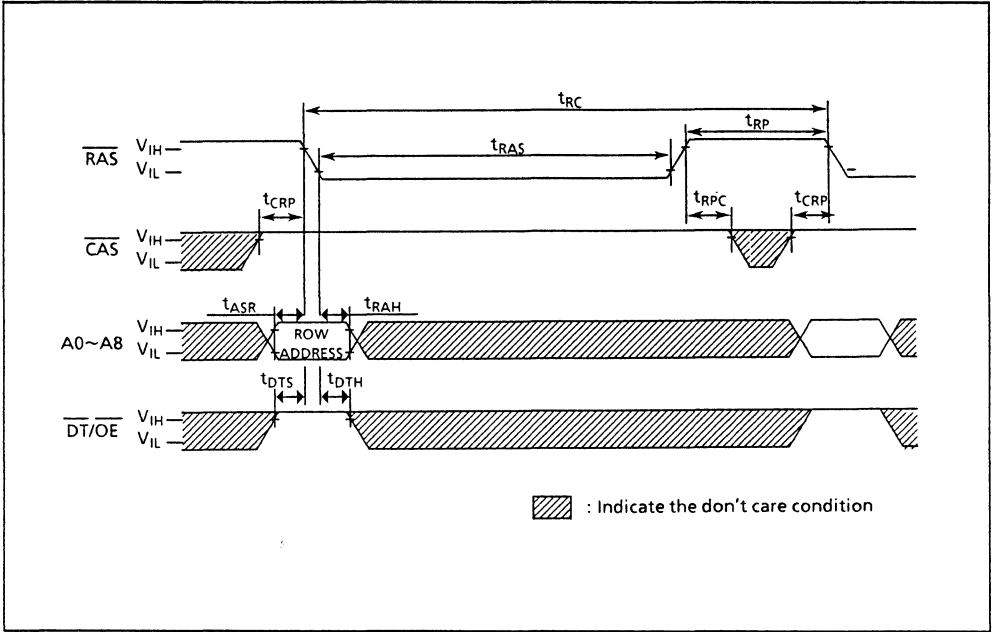 tRC
tRP
RAS VIH
VIL
tRAS
tCRP
tRPC
tCRP
CAS VIH
VIL
tASR
tRAH
A0~A8 VIH
VIL
ROW
ADDRESS
tDTS
tDTH
DT/OE VIH
VIL
: Indicate the don't care condition